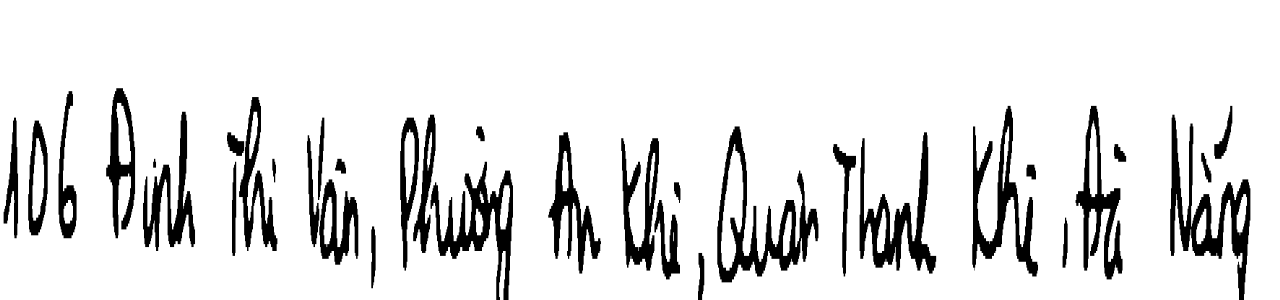 106 Đinh Thị Vân, Phường An Khê, Quận Thanh Khê, Đà Nẵng